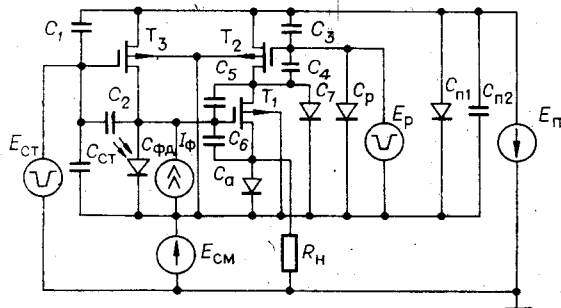 C1 T3 T2 C3
C5 C4
C2 T1 C7 Cр Eр Cп1 Cп2 Eп
Eст Cст Cфд Iф C6
Cа
Eсм Rн